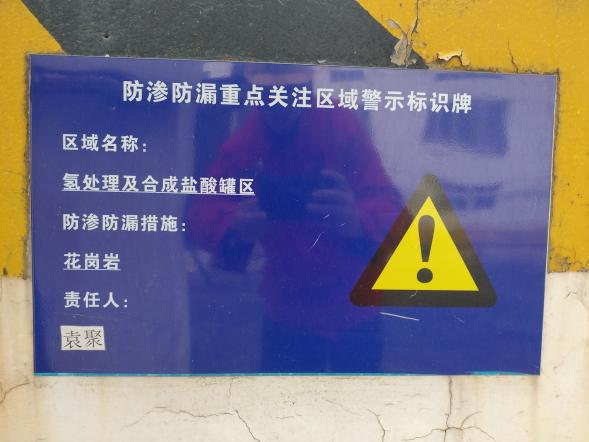 防渗防漏重点关注区域警示标识牌
区域名称：
氢处理及合成盐酸罐区
防渗防漏措施：
花岗岩
责任人：
袁聚